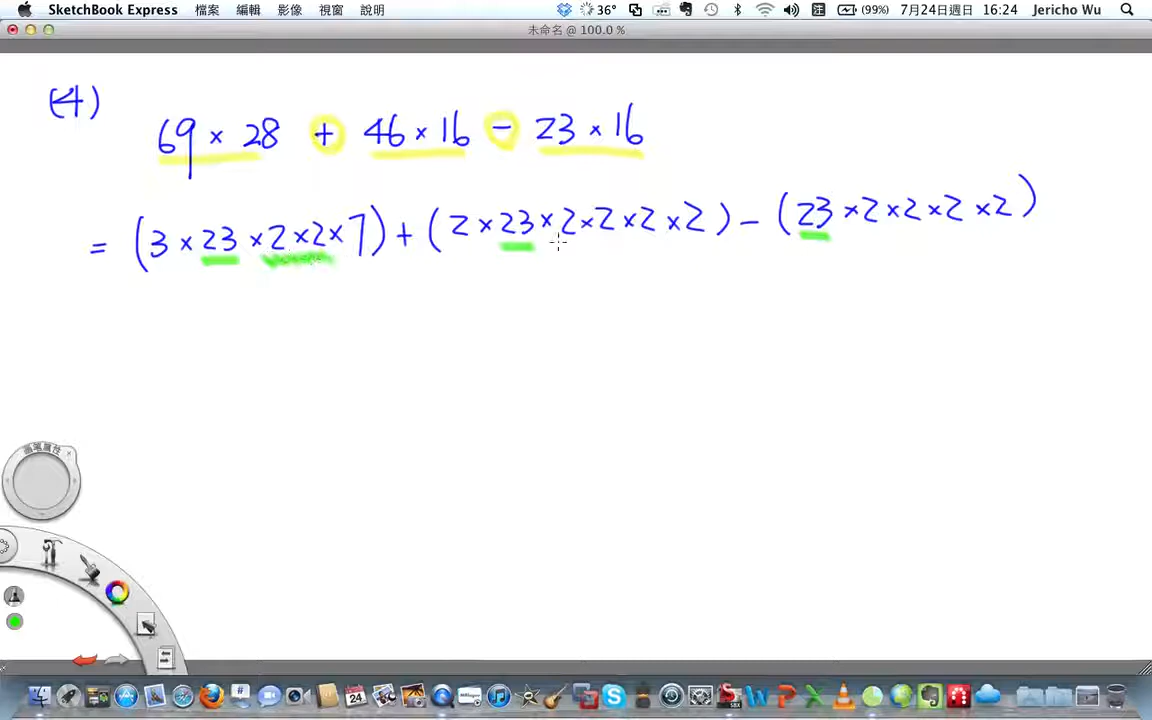 SketchBook Express 檔案 編輯 影像 視窗 說明 36° (99%) 7月24日週日 16:24 Jericho Wu
未命名 @ 100.0 %
(4)
69 × 28 + 46 × 16 - 23 × 16
= (3 × 23 × 2 × 2 × 7) + (2 × 23 × 2 × 2 × 2 × 2) - (23 × 2 × 2 × 2 × 2)